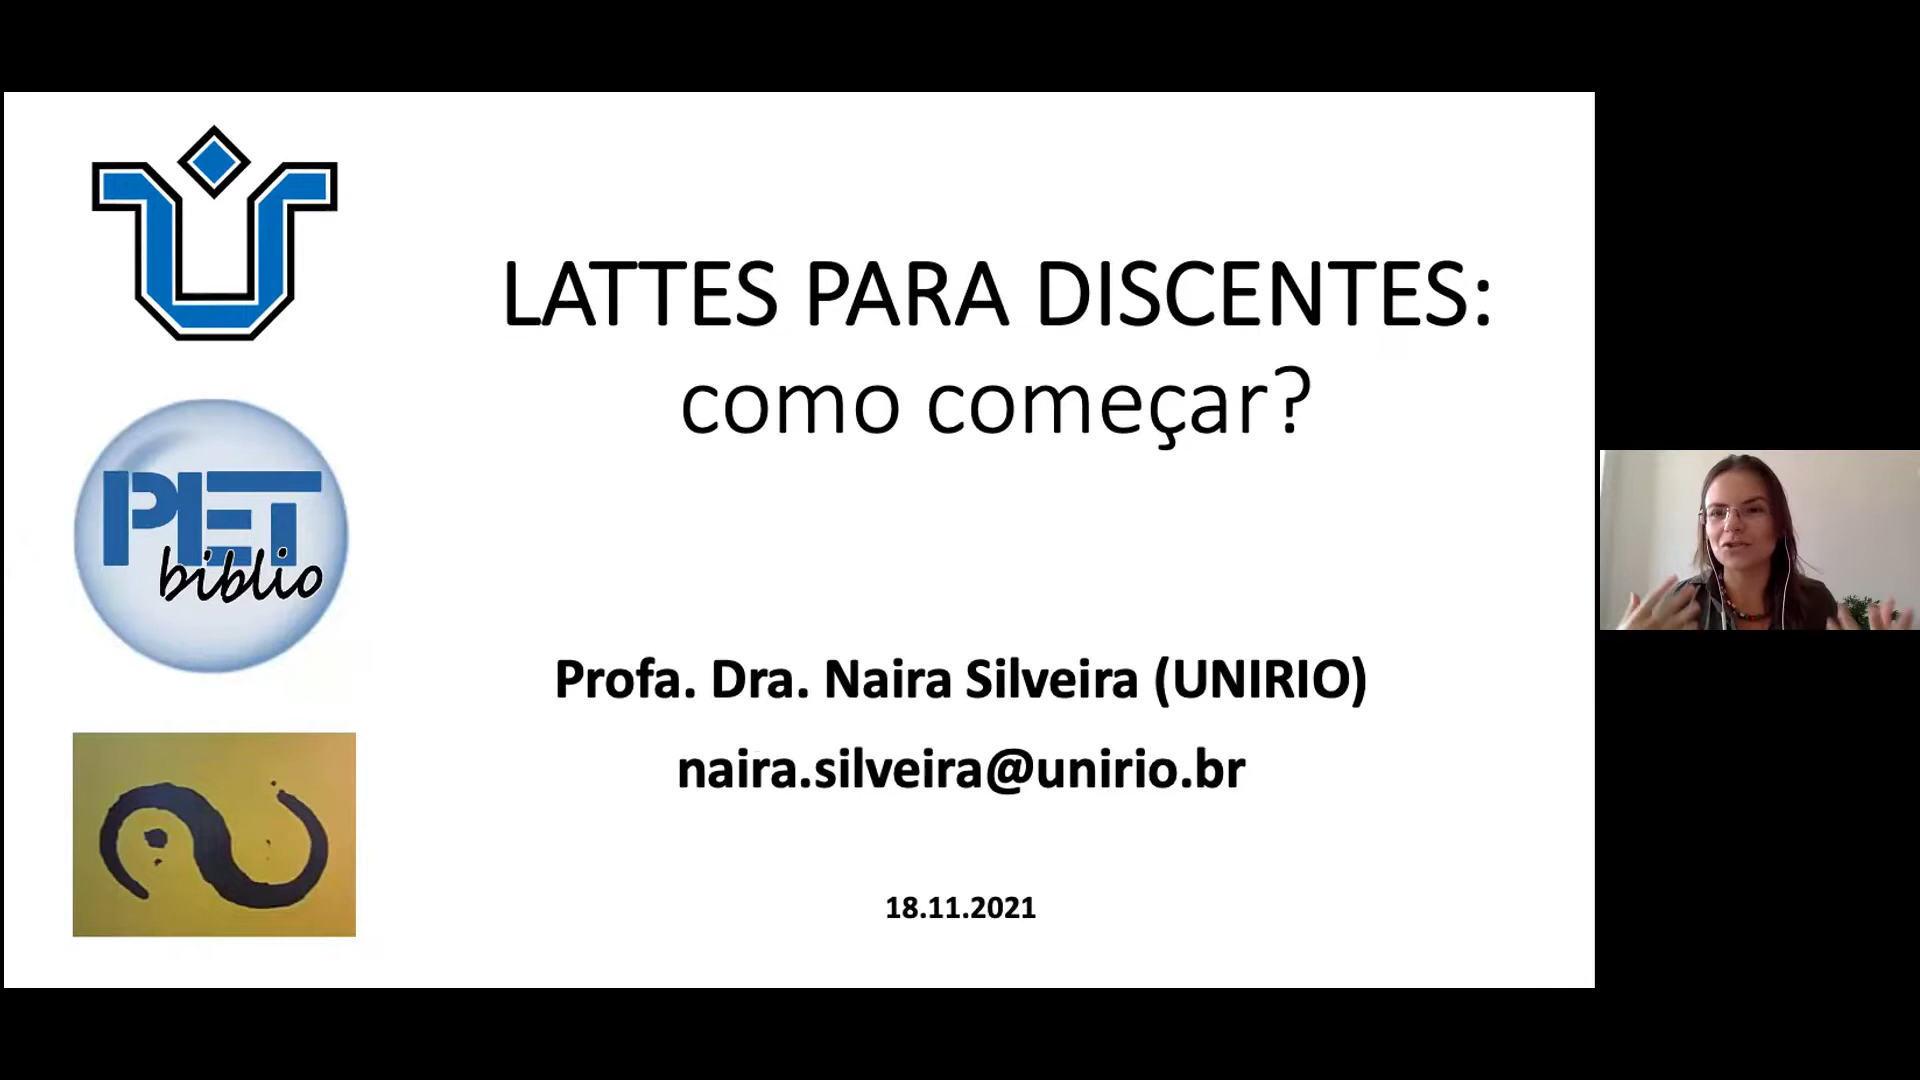 LATTES PARA DISCENTES:
como começar?
PET
biblio
Profa. Dra. Naira Silveira (UNIRIO)
naira.silveira@unirio.br
18.11.2021